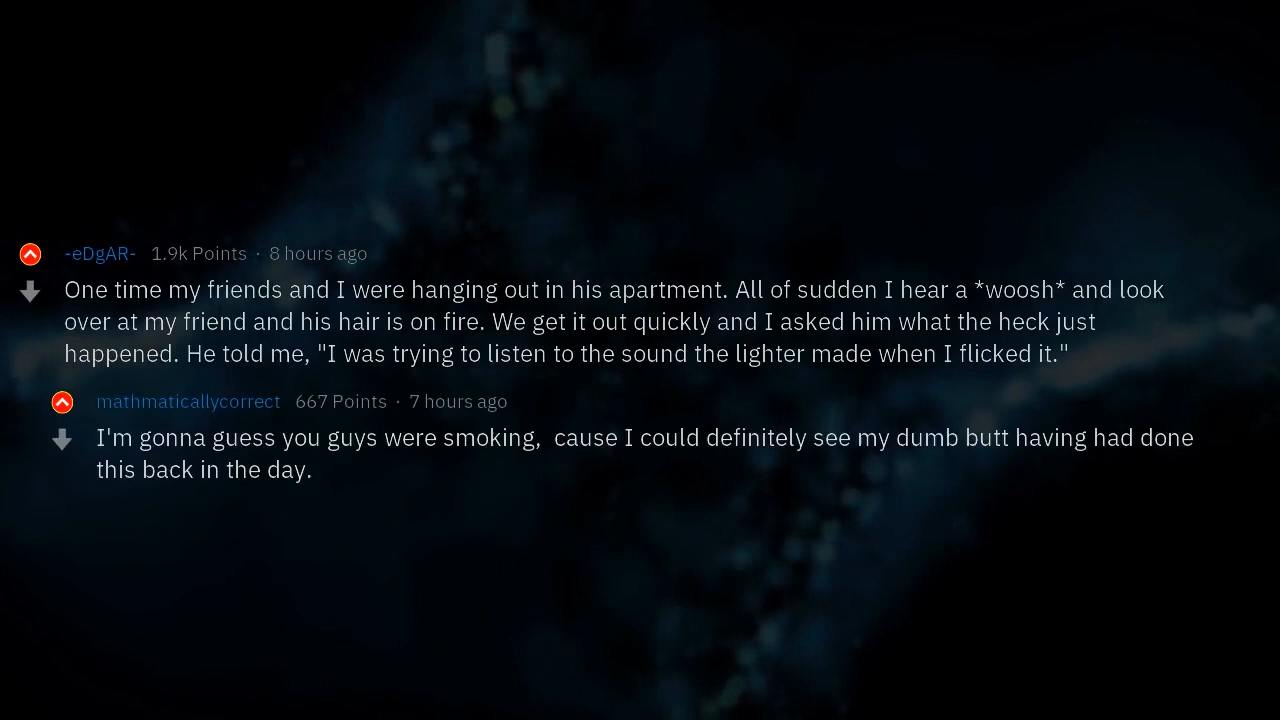 -eDgAR- 1.9k Points · 8 hours ago
One time my friends and I were hanging out in his apartment. All of sudden I hear a *woosh* and look
over at my friend and his hair is on fire. We get it out quickly and I asked him what the heck just
happened. He told me, "I was trying to listen to the sound the lighter made when I flicked it."
mathmaticallycorrect 667 Points · 7 hours ago
I'm gonna guess you guys were smoking,  cause I could definitely see my dumb butt having had done
this back in the day.